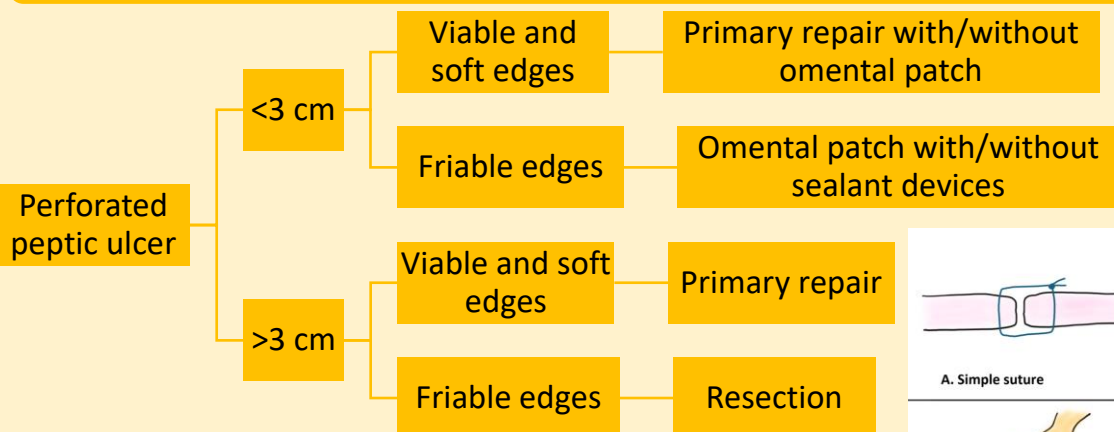 Perforated
peptic ulcer
<3 cm
Viable and
soft edges
Primary repair with/without
omental patch
Friable edges
Omental patch with/without
sealant devices
>3 cm
Viable and soft
edges
Primary repair
Friable edges
Resection
A. Simple suture